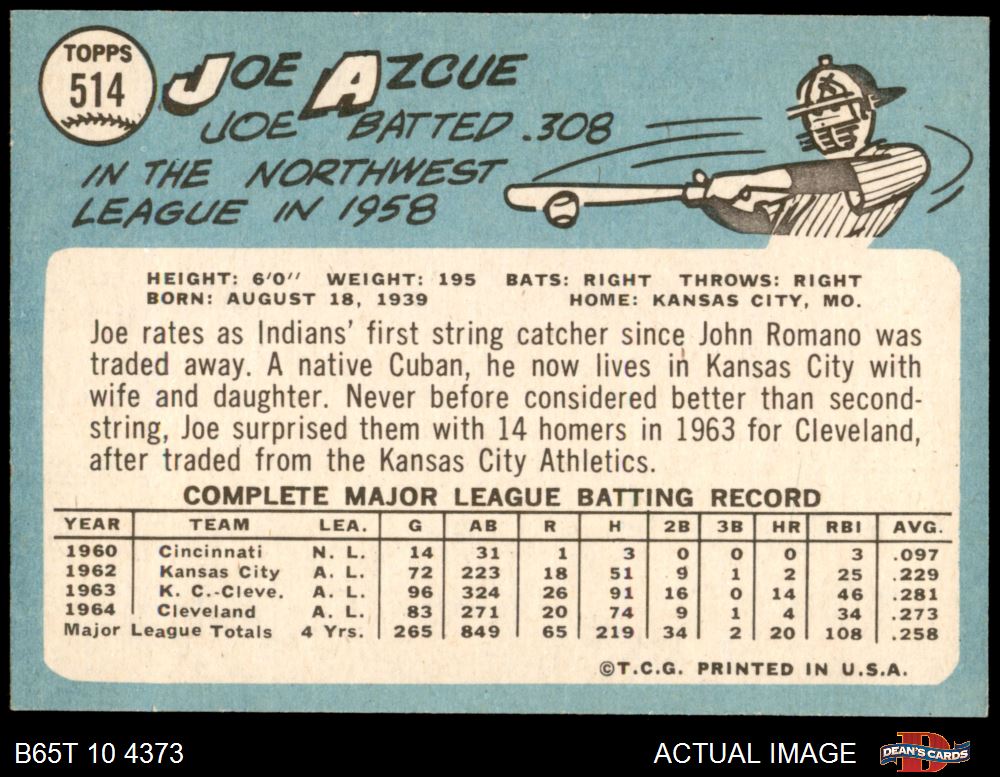 TOPPS
514
JOE AZCUE
JOE BATTED .308
IN THE NORTHWEST
LEAGUE IN 1958
HEIGHT: 6'0" WEIGHT: 195 BATS: RIGHT THROWS: RIGHT
BORN: AUGUST 18, 1939 HOME: KANSAS CITY, MO.
Joe rates as Indians' first string catcher since John Romano was
traded away. A native Cuban, he now lives in Kansas City with
wife and daughter. Never before considered better than second-
string, Joe surprised them with 14 homers in 1963 for Cleveland,
after traded from the Kansas City Athletics.
COMPLETE MAJOR LEAGUE BATTING RECORD
YEAR TEAM LEA. G AB R H 2B 3B HR RBI AVG.
1960 Cincinnati N. L. 14 31 1 3 0 0 0 3 .097
1962 Kansas City A. L. 72 223 18 51 9 1 2 25 .229
1963 K. C.-Cleve. A. L. 96 324 26 91 16 0 14 46 .281
1964 Cleveland A. L. 83 271 20 74 9 1 4 34 .273
Major League Totals 4 Yrs. 265 849 65 219 34 2 20 108 .258
©T.C.G. PRINTED IN U.S.A.
B65T 10 4373 ACTUAL IMAGE DEAN'S CARDS